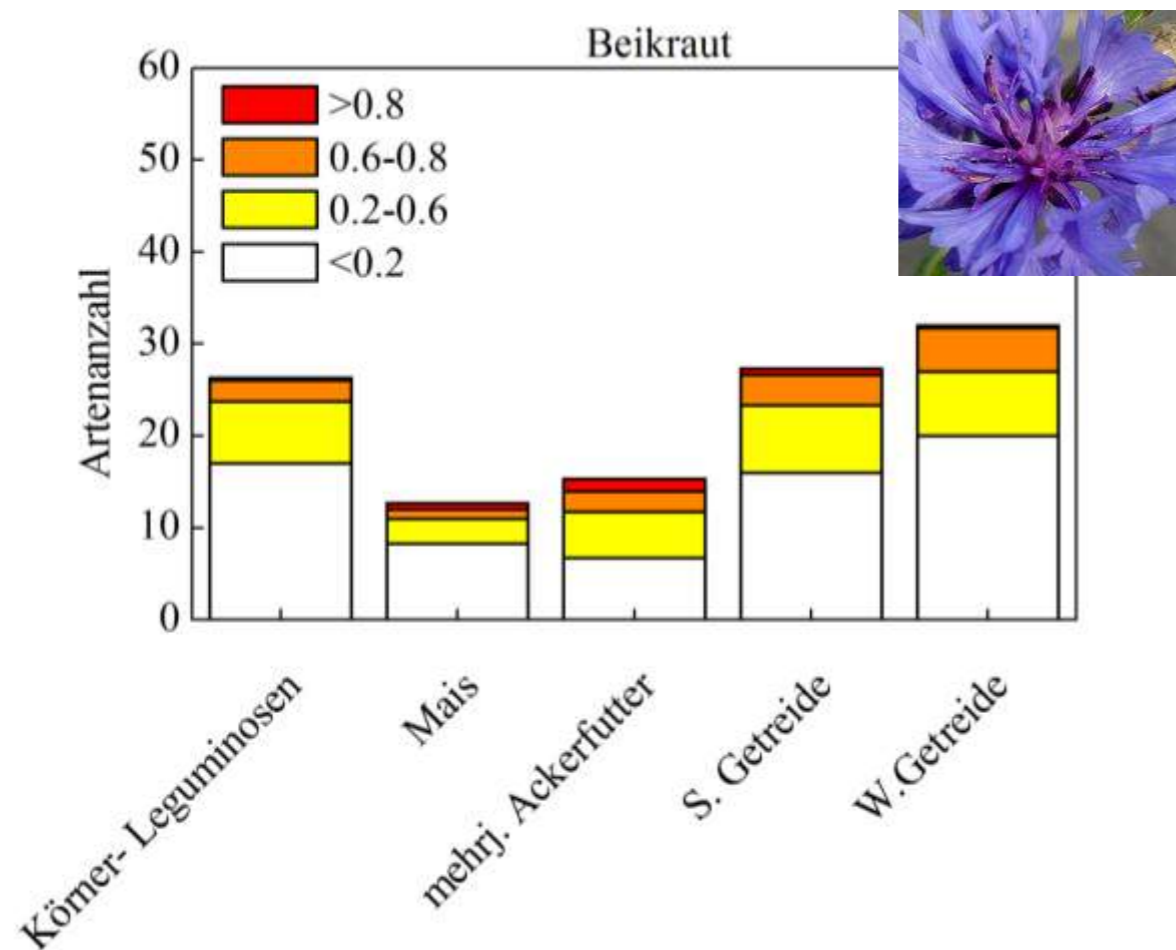 Beikraut
60
50
40
30
20
10
0
Artenanzahl
>0.8
0.6-0.8
0.2-0.6
<0.2
Körner- Leguminosen
Mais
mehrj. Ackerfutter
S. Getreide
W.Getreide